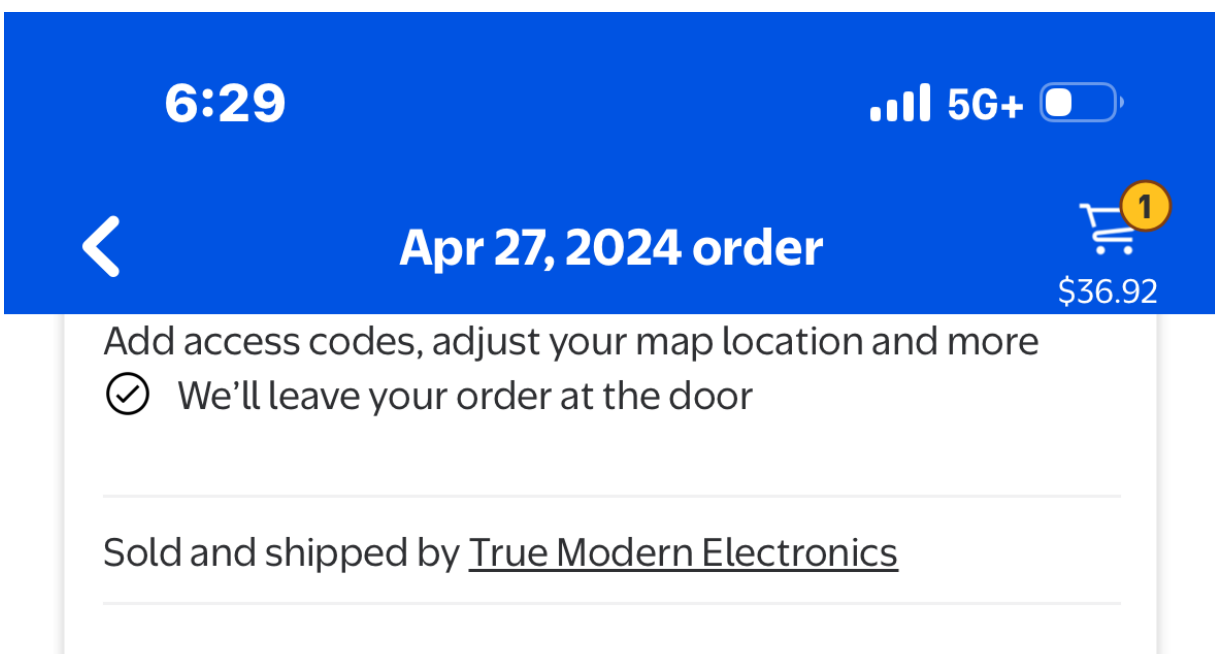 6:29 5G+
1
Apr 27, 2024 order
$36.92
Add access codes, adjust your map location and more
We’ll leave your order at the door
Sold and shipped by True Modern Electronics